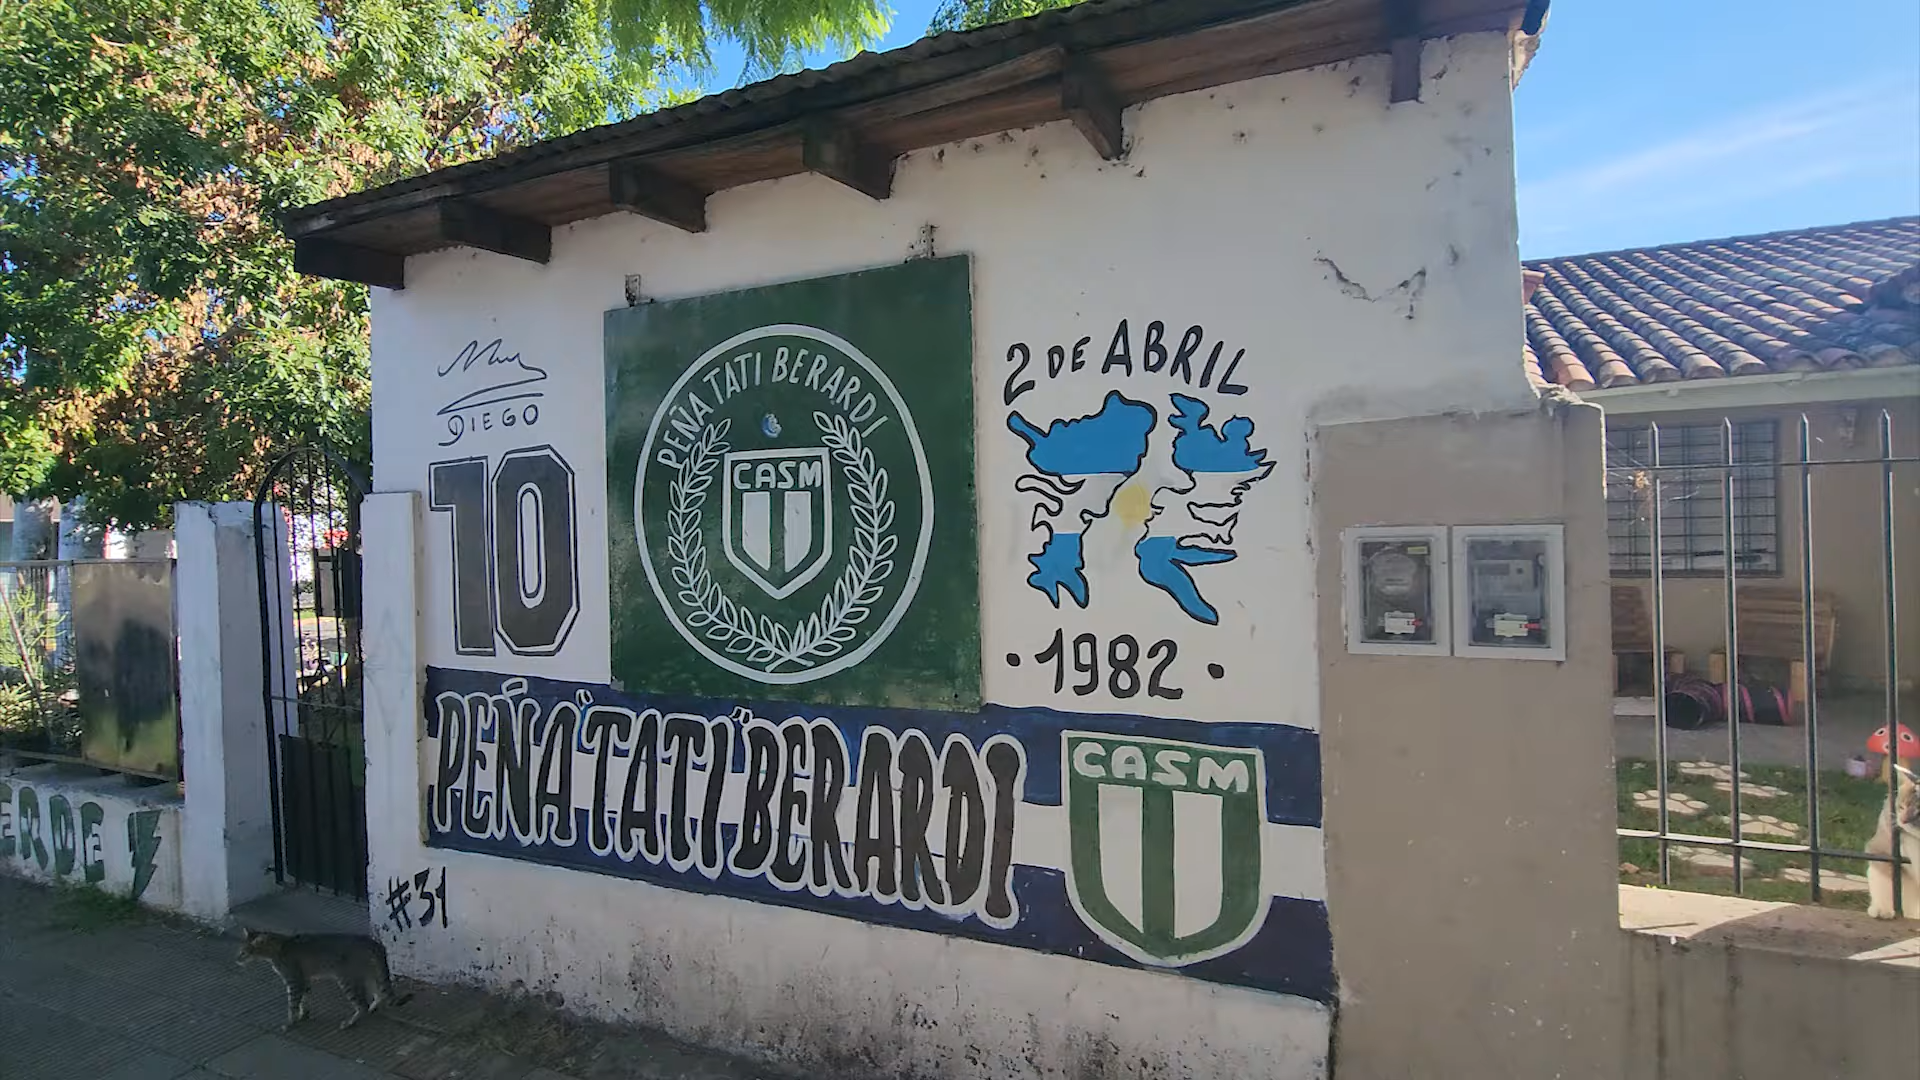 DIEGO
10
PEÑA TATI BERARDI
CASM
2 DE ABRIL
• 1982 •
PEÑA "TATI" BERARDI
CASM
#31
ERDE